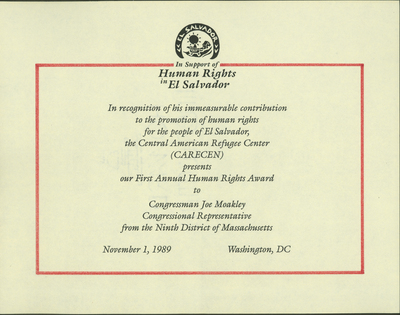 EL SALVADOR
In Support of
Human Rights
in El Salvador
In recognition of his immeasurable contribution
to the promotion of human rights
for the people of El Salvador,
the Central American Refugee Center
(CARECEN)
presents
our First Annual Human Rights Award
to
Congressman Joe Moakley
Congressional Representative
from the Ninth District of Massachusetts
November 1, 1989 Washington, DC